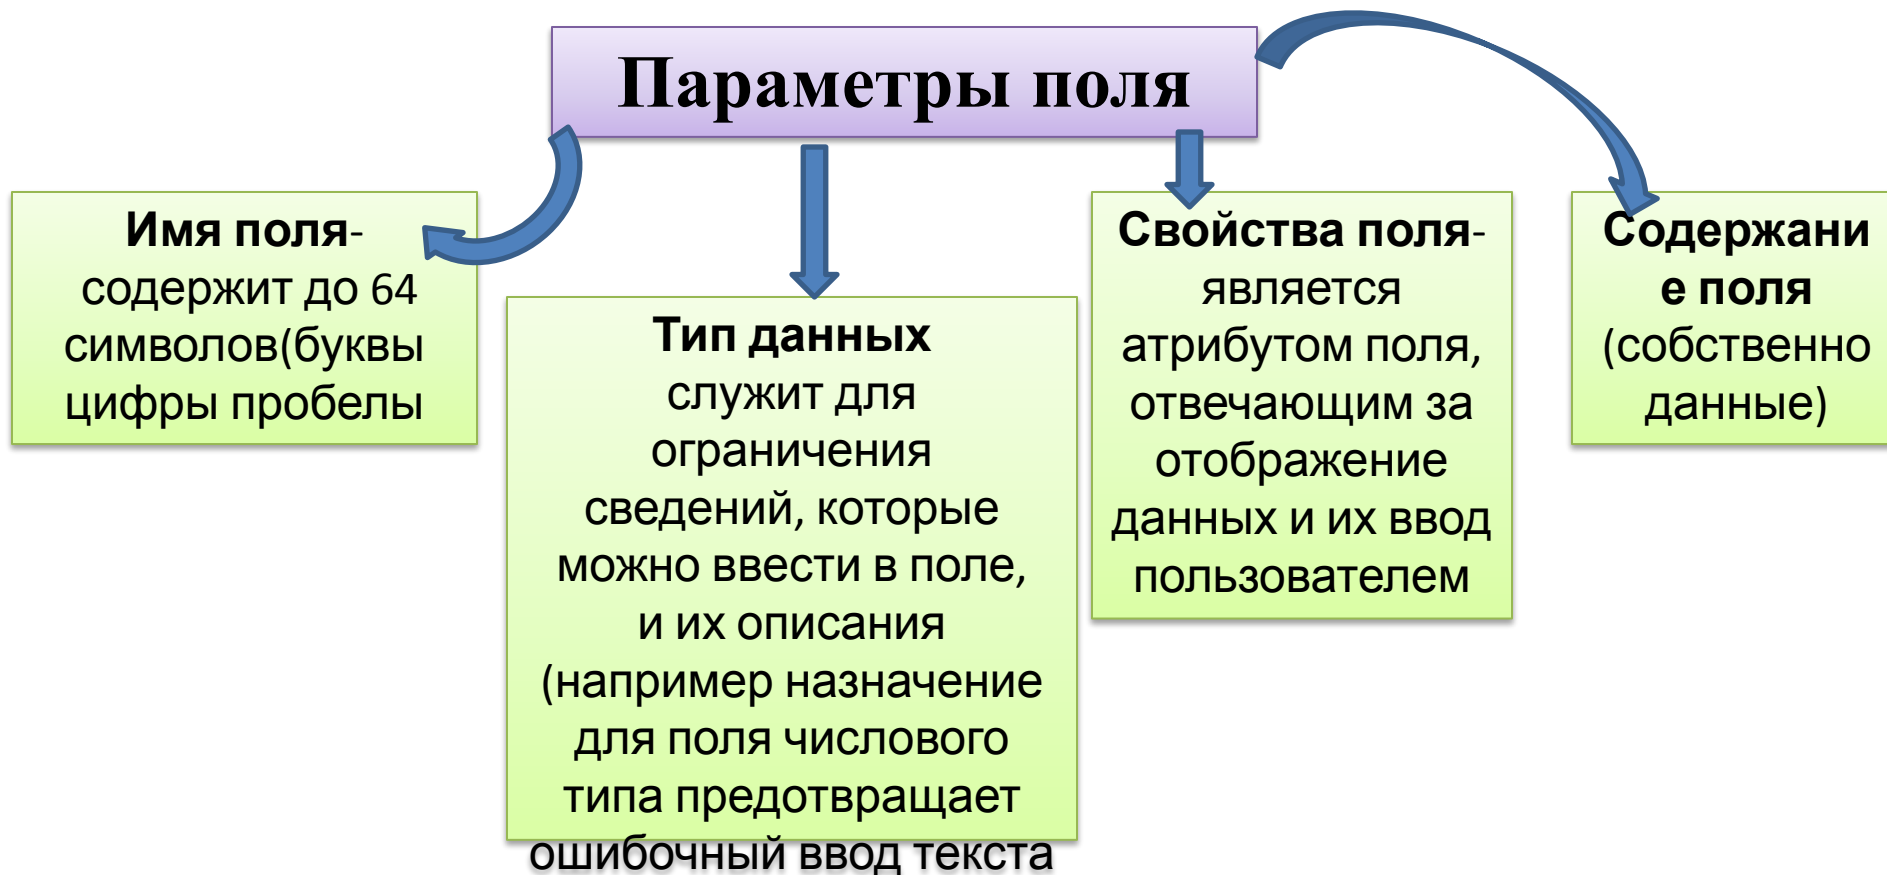 Параметры поля
Имя поля-
содержит до 64
символов(буквы
цифры пробелы
Тип данных
служит для
ограничения
сведений, которые
можно ввести в поле,
и их описания
(например назначение
для поля числового
типа предотвращает
ошибочный ввод текста
Свойства поля-
является
атрибутом поля,
отвечающим за
отображение
данных и их ввод
пользователем
Содержани
е поля
(собственно
данные)